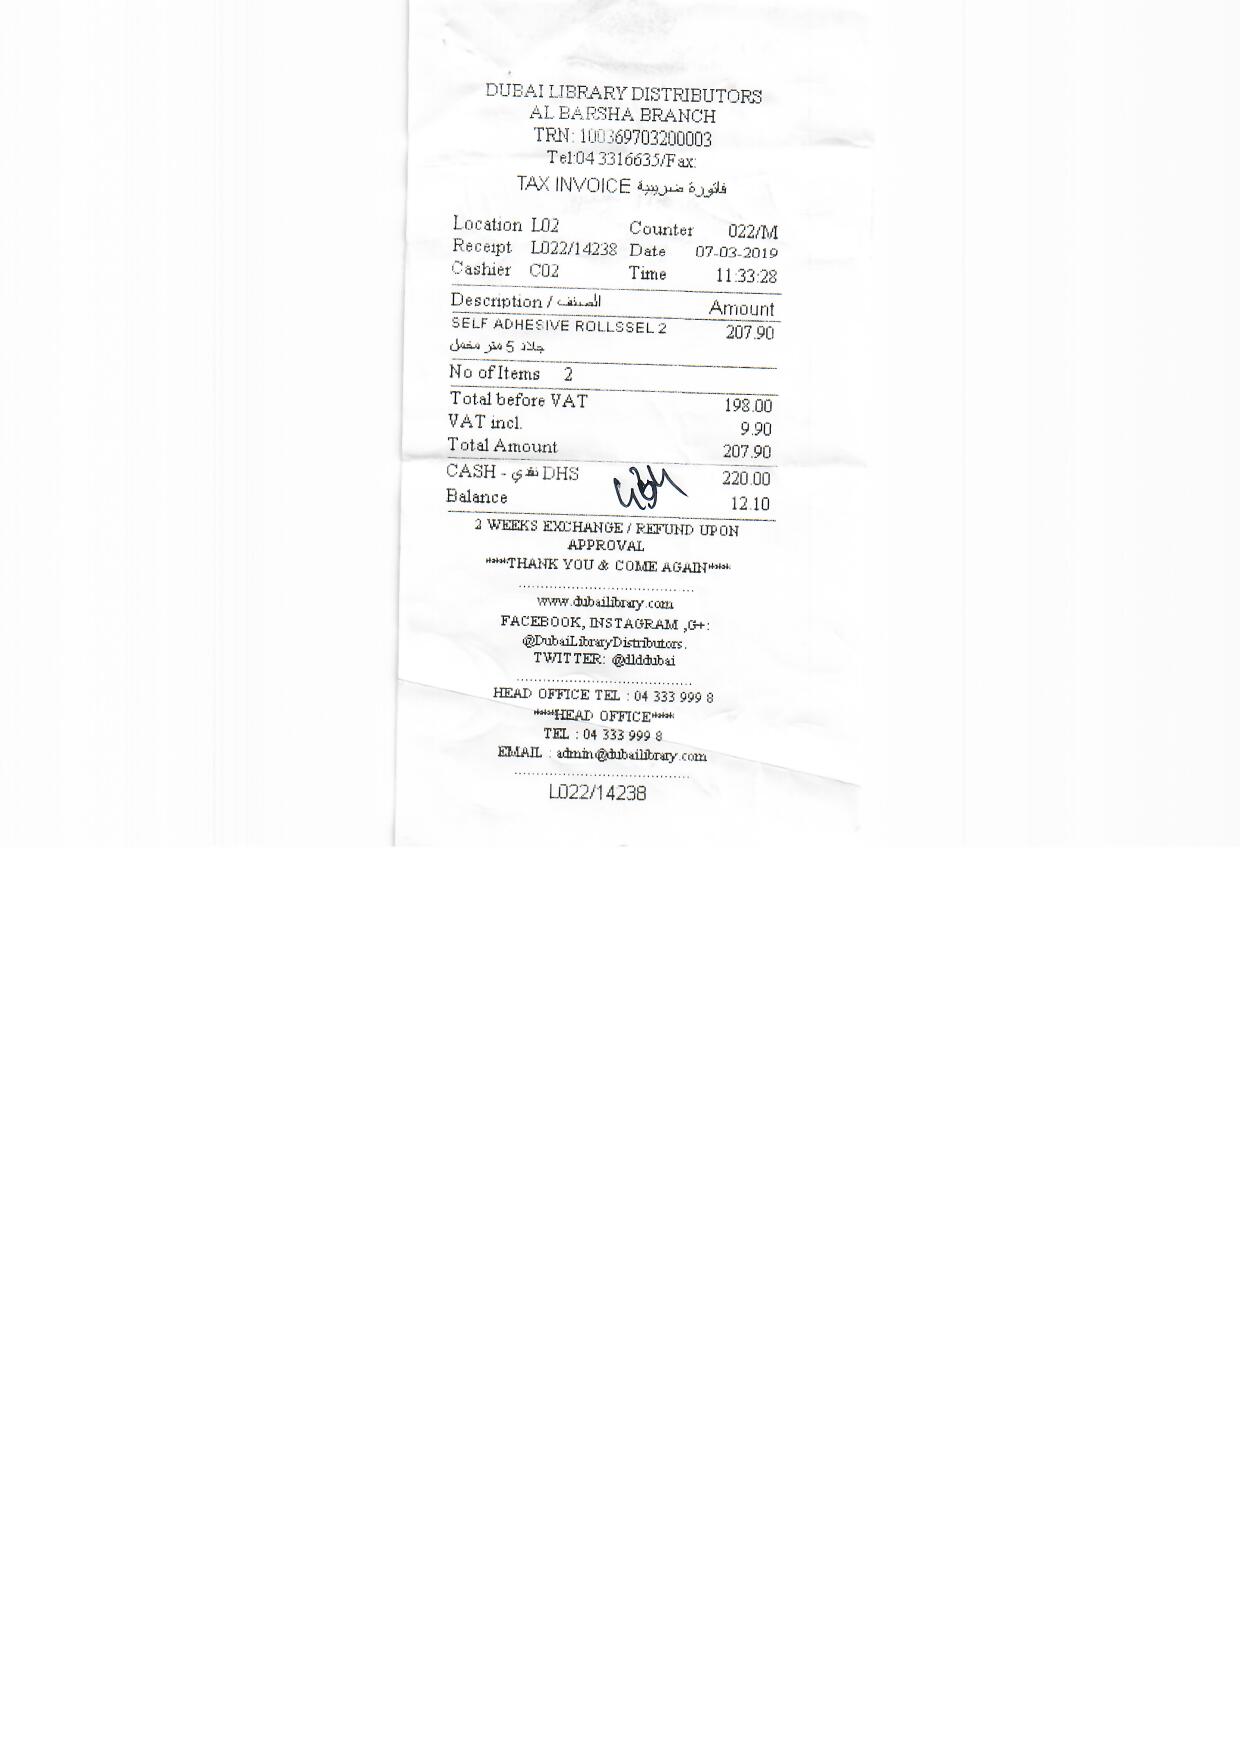 DUBAI LIBRARY DISTRIBUTORS
AL BARSHA BRANCH
TRN: 100369703200003
Tel:04 3316635/Fax:
TAX INVOICE فاتورة ضريبية
Location L02 Counter 022/M
Receipt L022/14238 Date 07-03-2019
Cashier C02 Time 11:33:28
Description / الصنف Amount
SELF ADHESIVE ROLLSSEL 2 207.90
جلاد 5 متر مخمل
No of Items 2
Total before VAT 198.00
VAT incl. 9.90
Total Amount 207.90
CASH - نقدي DHS 220.00
Balance 12.10
2 WEEKS EXCHANGE / REFUND UPON
APPROVAL
****THANK YOU & COME AGAIN****
www.dubailibrary.com
FACEBOOK, INSTAGRAM ,G+:
@DubaiLibraryDistributors.
TWITTER: @dlddubai
HEAD OFFICE TEL : 04 333 999 8
****HEAD OFFICE****
TEL : 04 333 999 8
EMAIL : admin@dubailibrary.com
L022/14238